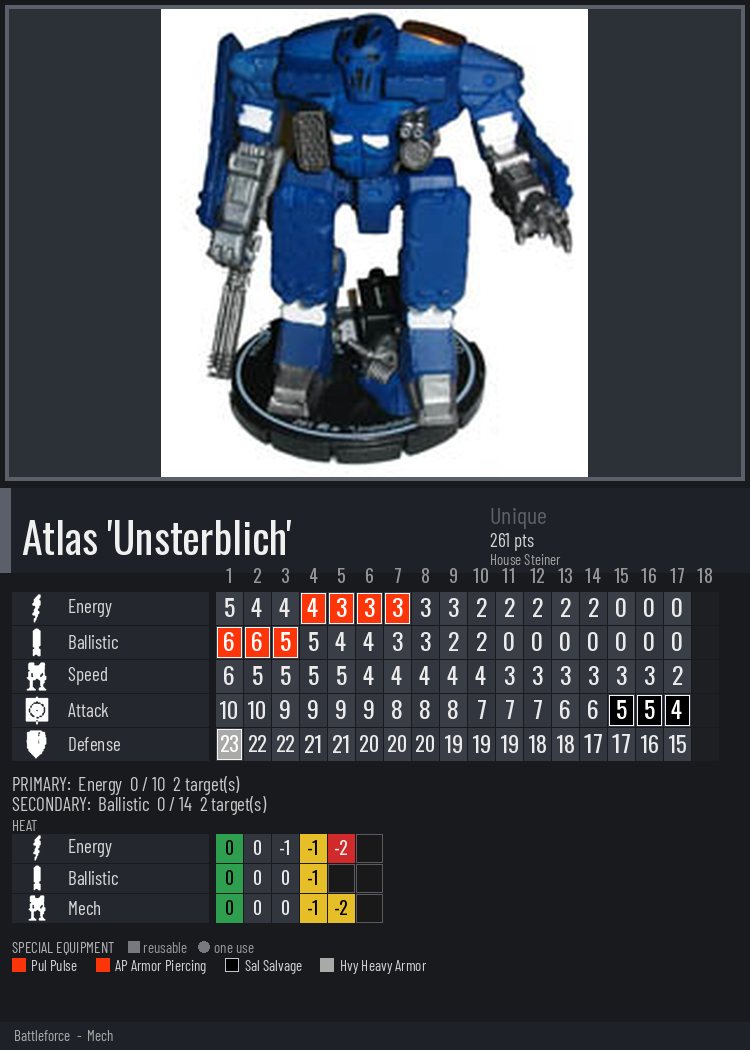 Atlas 'Unsterblich'
Unique
261 pts
House Steiner
1 2 3 4 5 6 7 8 9 10 11 12 13 14 15 16 17 18
Energy 5 4 4 4 3 3 3 3 3 2 2 2 2 2 0 0 0
Ballistic 6 6 5 5 4 4 3 3 2 2 0 0 0 0 0 0 0
Speed 6 5 5 5 5 4 4 4 4 4 3 3 3 3 3 3 2
Attack 10 10 9 9 9 9 8 8 8 7 7 7 6 6 5 5 4
Defense 23 22 22 21 21 20 20 20 19 19 19 18 18 17 17 16 15
PRIMARY: Energy 0 / 10 2 target(s)
SECONDARY: Ballistic 0 / 14 2 target(s)
HEAT
Energy 0 0 -1 -1 -2
Ballistic 0 0 0 -1
Mech 0 0 0 -1 -2
SPECIAL EQUIPMENT reusable one use
Pul Pulse AP Armor Piercing Sal Salvage Hvy Heavy Armor
Battleforce - Mech